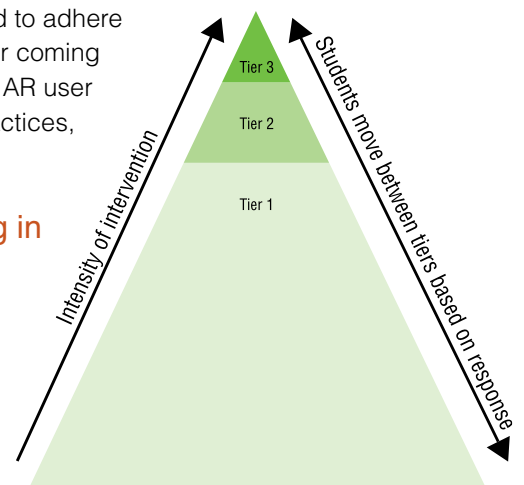 d to adhere
r coming
AR user
ctices,
g in
Tier 3
Tier 2
Tier 1
Intensity of intervention
Students move between tiers based on response